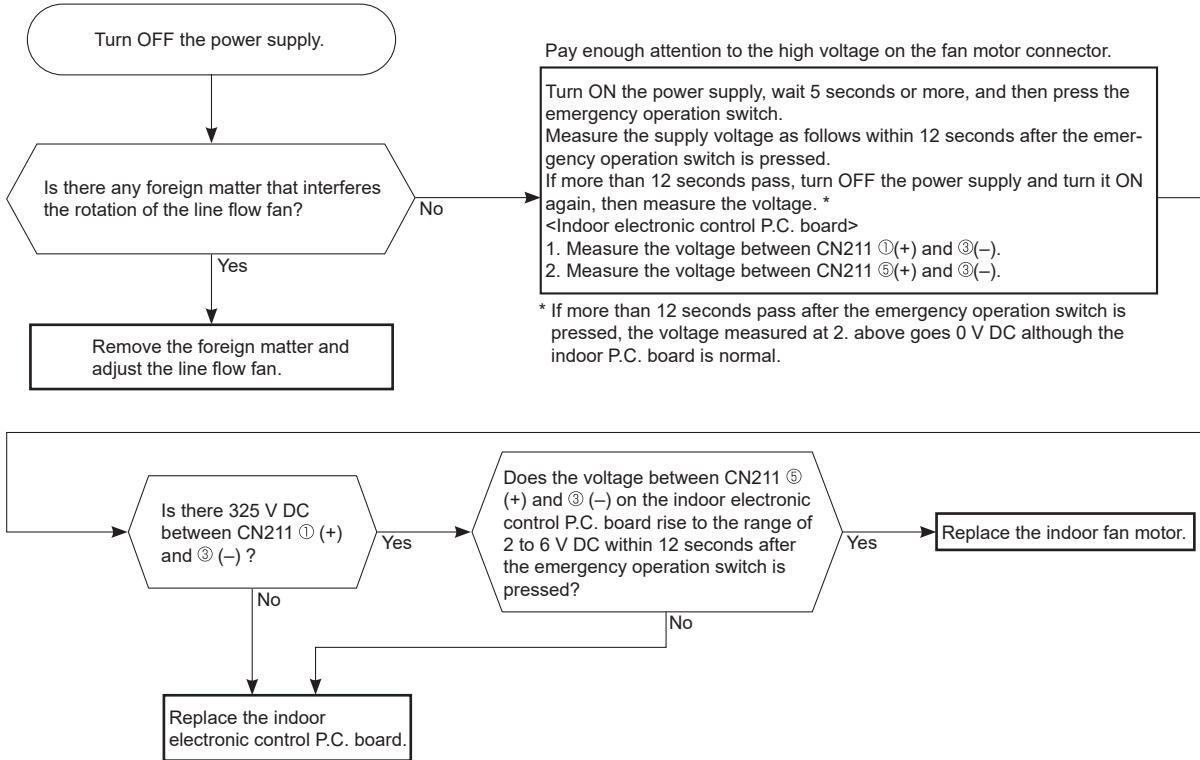 Turn OFF the power supply.
Is there any foreign matter that interferes
the rotation of the line flow fan?
No
Yes
Remove the foreign matter and
adjust the line flow fan.
Pay enough attention to the high voltage on the fan motor connector.
Turn ON the power supply, wait 5 seconds or more, and then press the
emergency operation switch.
Measure the supply voltage as follows within 12 seconds after the emer-
gency operation switch is pressed.
If more than 12 seconds pass, turn OFF the power supply and turn it ON
again, then measure the voltage. *
<Indoor electronic control P.C. board>
1. Measure the voltage between CN211 ①(+) and ③(–).
2. Measure the voltage between CN211 ⑤(+) and ③(–).
* If more than 12 seconds pass after the emergency operation switch is
pressed, the voltage measured at 2. above goes 0 V DC although the
indoor P.C. board is normal.
Is there 325 V DC
between CN211 ① (+)
and ③ (–) ?
Yes
No
Does the voltage between CN211 ⑤
(+) and ③ (–) on the indoor electronic
control P.C. board rise to the range of
2 to 6 V DC within 12 seconds after
the emergency operation switch is
pressed?
Yes
No
Replace the indoor fan motor.
Replace the indoor
electronic control P.C. board.